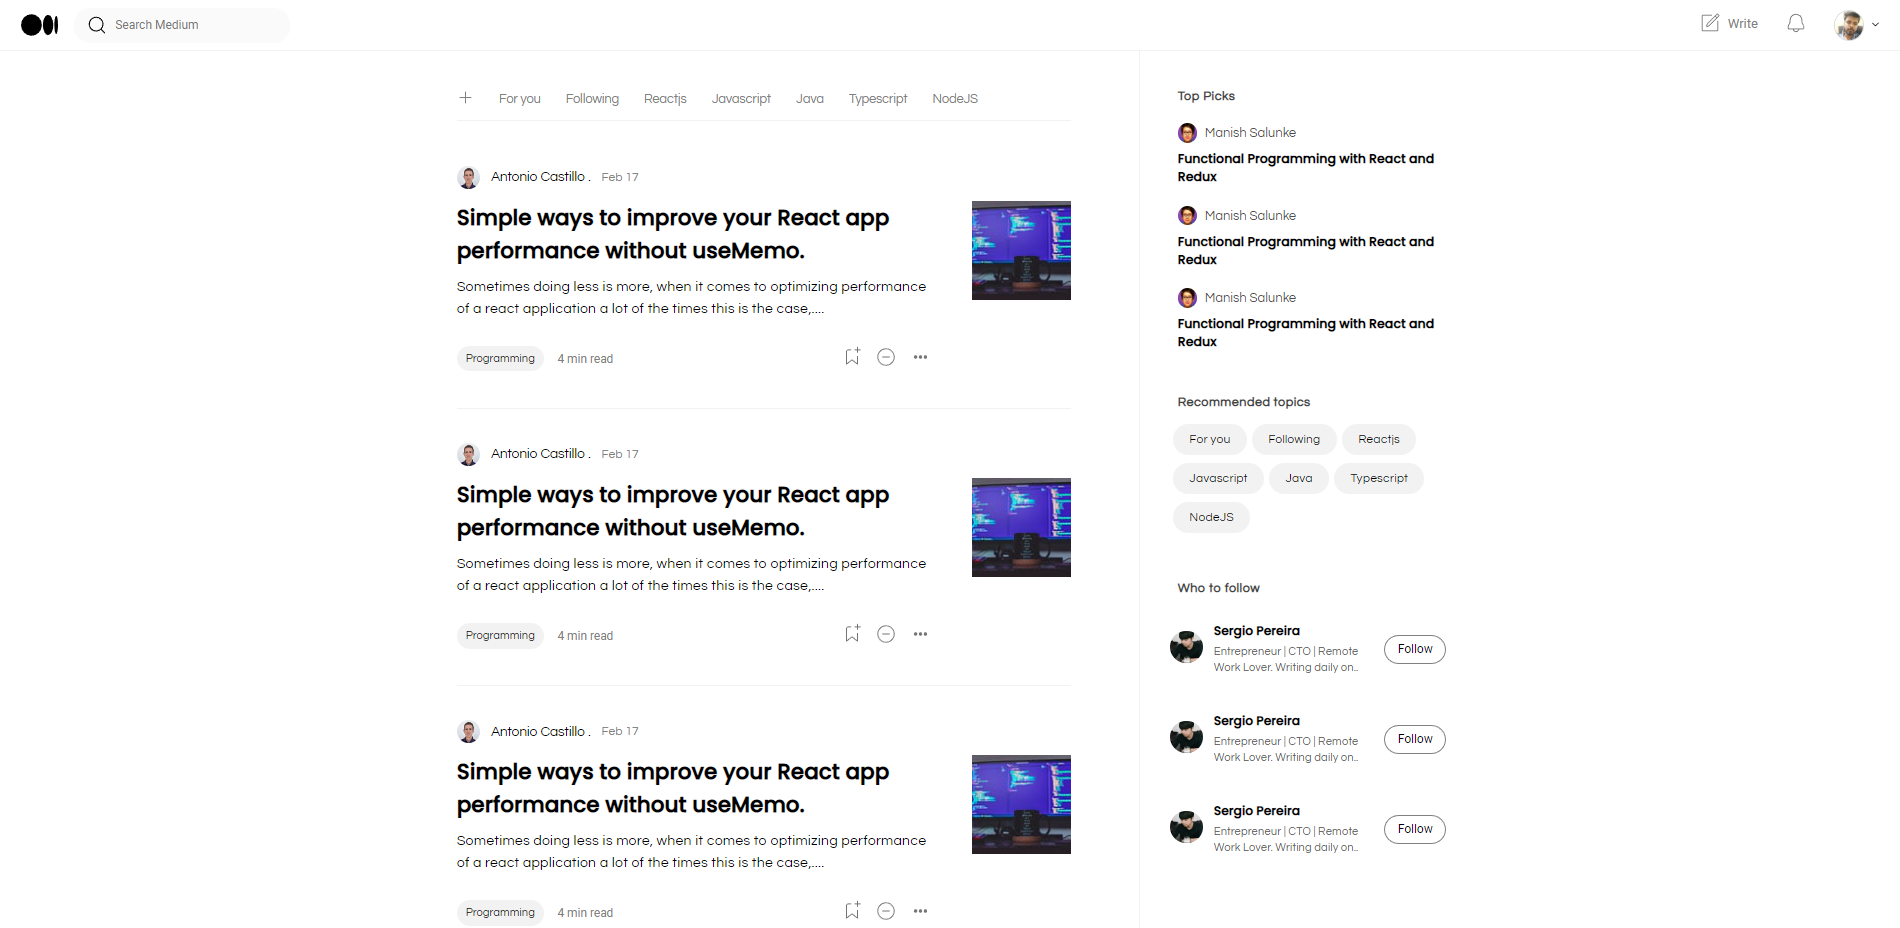 Search Medium
Write
For you Following Reactjs Javascript Java Typescript NodeJS
Antonio Castillo . Feb 17
Simple ways to improve your React app
performance without useMemo.
Sometimes doing less is more, when it comes to optimizing performance
of a react application a lot of the times this is the case,....
Programming 4 min read
Antonio Castillo . Feb 17
Simple ways to improve your React app
performance without useMemo.
Sometimes doing less is more, when it comes to optimizing performance
of a react application a lot of the times this is the case,....
Programming 4 min read
Antonio Castillo . Feb 17
Simple ways to improve your React app
performance without useMemo.
Sometimes doing less is more, when it comes to optimizing performance
of a react application a lot of the times this is the case,....
Programming 4 min read
Top Picks
Manish Salunke
Functional Programming with React and
Redux
Manish Salunke
Functional Programming with React and
Redux
Manish Salunke
Functional Programming with React and
Redux
Recommended topics
For you Following Reactjs
Javascript Java Typescript
NodeJS
Who to follow
Sergio Pereira
Entrepreneur | CTO | Remote
Work Lover. Writing daily on..
Follow
Sergio Pereira
Entrepreneur | CTO | Remote
Work Lover. Writing daily on..
Follow
Sergio Pereira
Entrepreneur | CTO | Remote
Work Lover. Writing daily on..
Follow